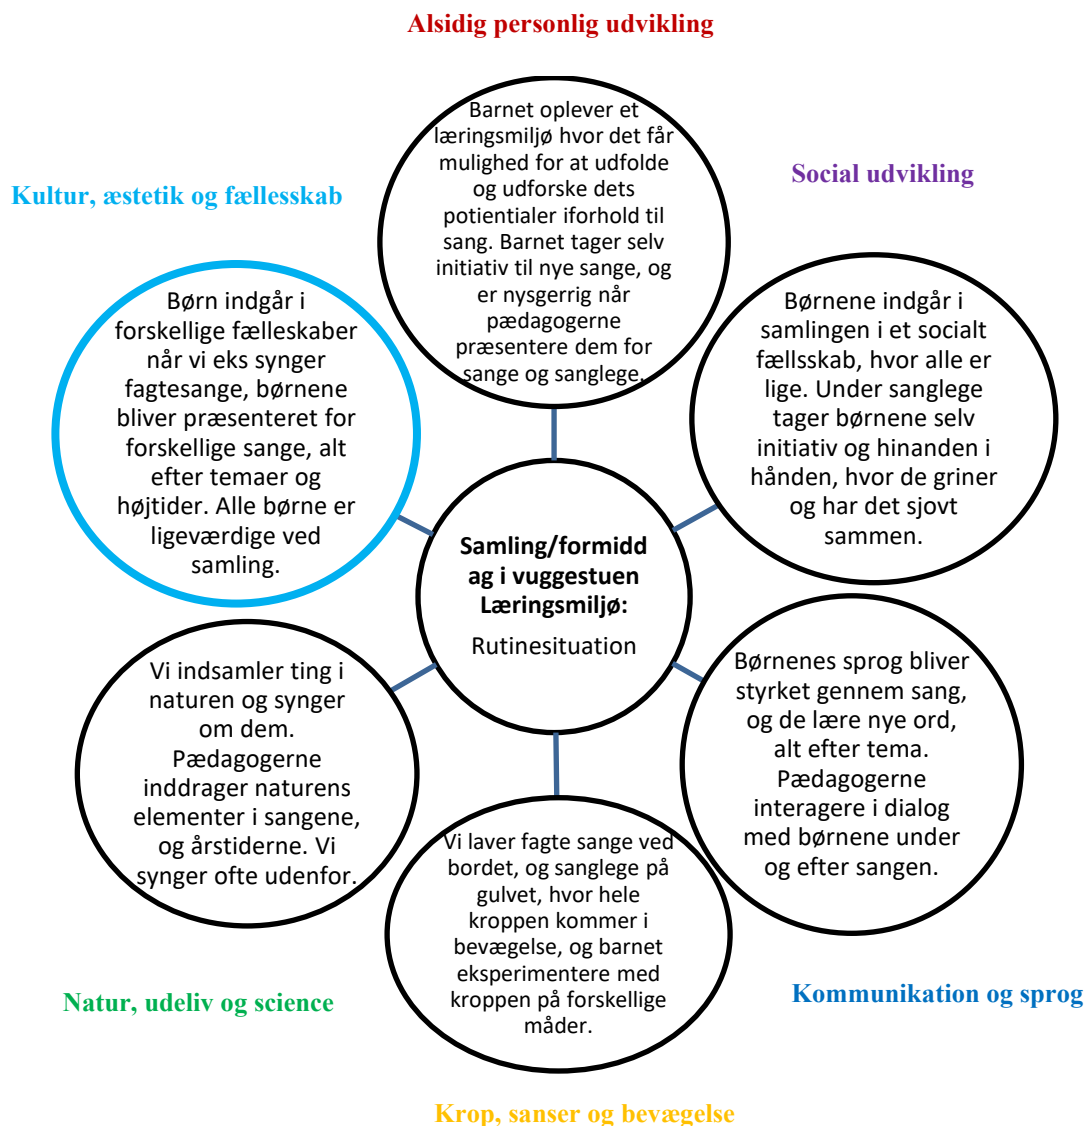 Alsidig personlig udvikling
Barnet oplever et
læringsmiljø hvor det får
mulighed for at udfolde
og udforske dets
potientialer iforhold til
sang. Barnet tager selv
initiativ til nye sange, og
er nysgerrig når
pædagogerne
præsentere dem for
sange og sanglege.
Social udvikling
Børnene indgår i
samlingen i et socialt
fællsskab, hvor alle er
lige. Under sanglege
tager børnene selv
initiativ og hinanden i
hånden, hvor de griner
og har det sjovt
sammen.
Kultur, æstetik og fællesskab
Børn indgår i
forskellige fælleskaber
når vi eks synger
fagtesange, børnene
bliver præsenteret for
forskellige sange, alt
efter temaer og
højtider. Alle børne er
ligeværdige ved
samling.
Samling/formidd
ag i vuggestuen
Læringsmiljø:
Rutinesituation
Vi indsamler ting i
naturen og synger
om dem.
Pædagogerne
inddrager naturens
elementer i sangene,
og årstiderne. Vi
synger ofte udenfor.
Natur, udeliv og science
Børnenes sprog bliver
styrket gennem sang,
og de lære nye ord,
alt efter tema.
Pædagogerne
interagere i dialog
med børnene under
og efter sangen.
Kommunikation og sprog
Vi laver fagte sange ved
bordet, og sanglege på
gulvet, hvor hele
kroppen kommer i
bevægelse, og barnet
eksperimentere med
kroppen på forskellige
måder.
Krop, sanser og bevægelse